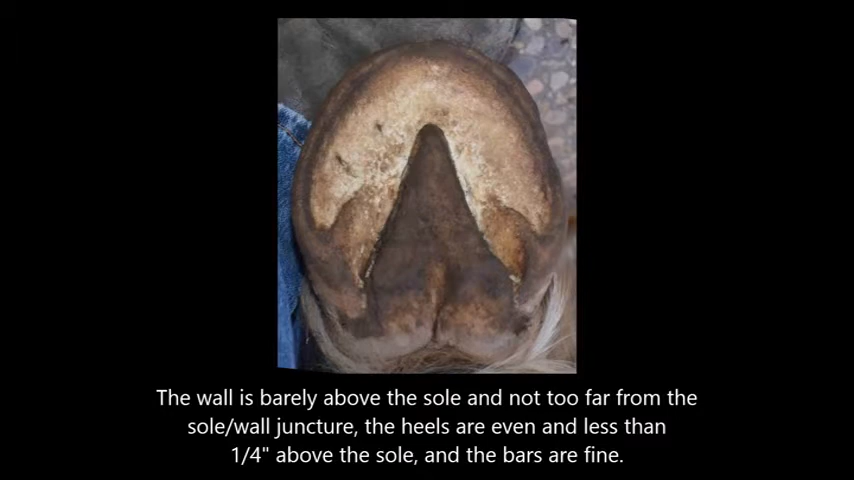 The wall is barely above the sole and not too far from the
sole/wall juncture, the heels are even and less than
1/4" above the sole, and the bars are fine.